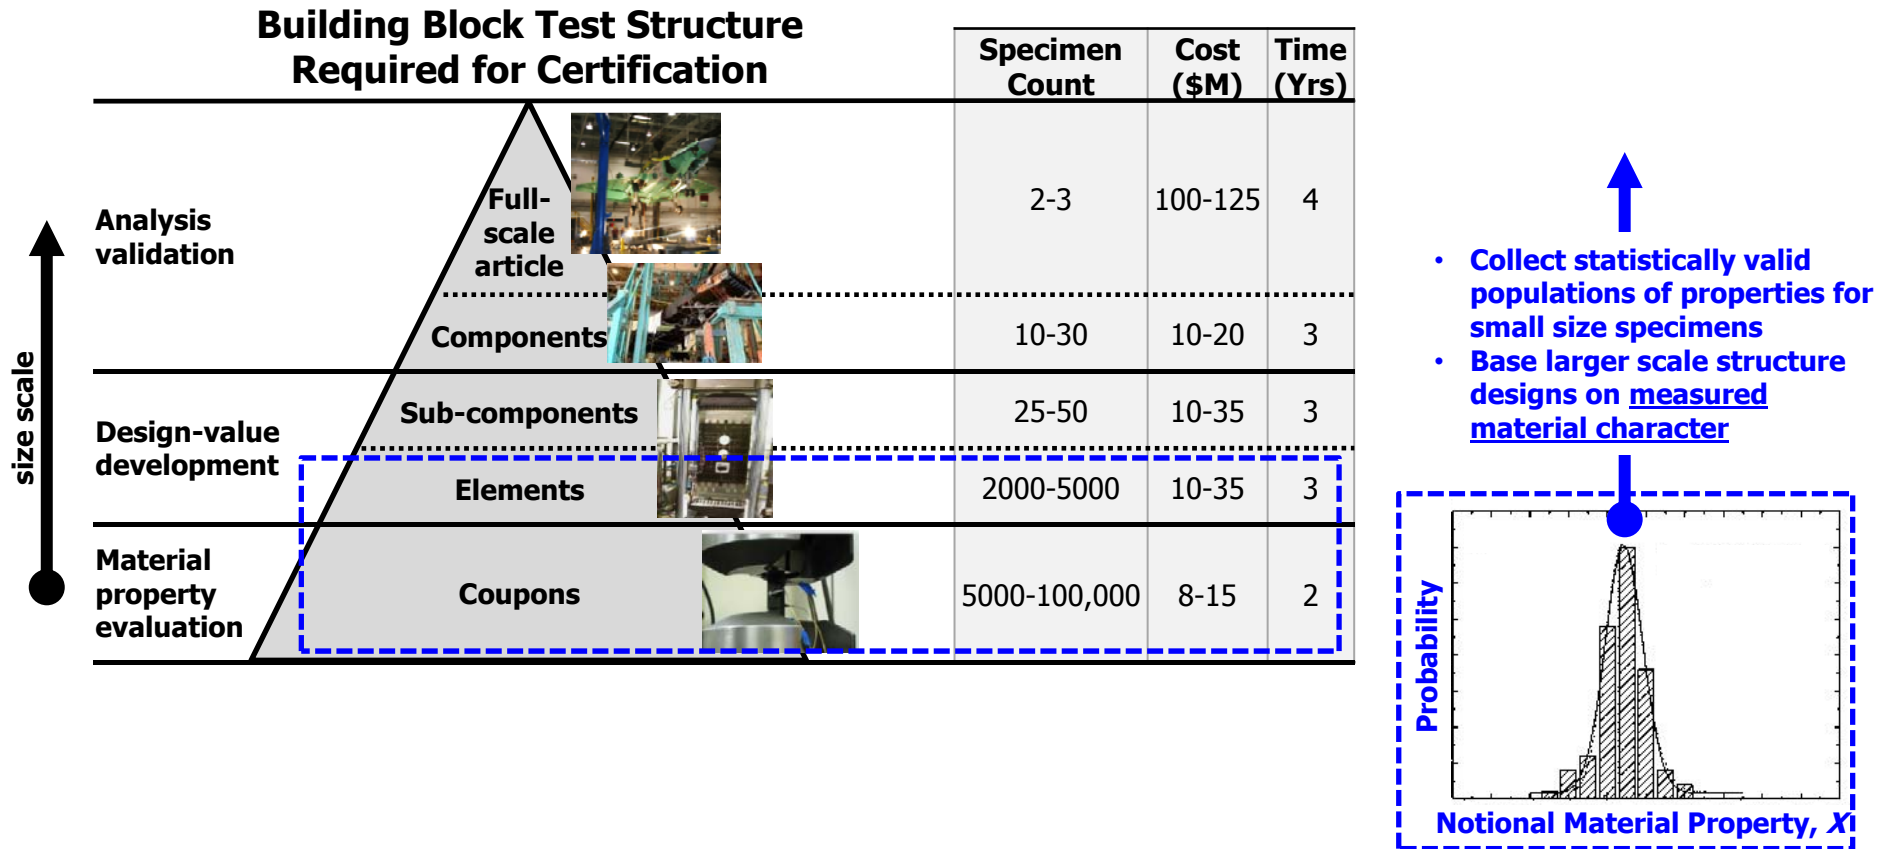 Building Block Test Structure
Required for Certification
Specimen
Count
Cost
($M)
Time
(Yrs)
size scale
Analysis
validation
Full-
scale
article
2-3
100-125
4
Components
10-30
10-20
3
Design-value
development
Sub-components
25-50
10-35
3
Elements
2000-5000
10-35
3
Material
property
evaluation
Coupons
5000-100,000
8-15
2
• Collect statistically valid
populations of properties for
small size specimens
• Base larger scale structure
designs on measured
material character
Probability
Notional Material Property, X